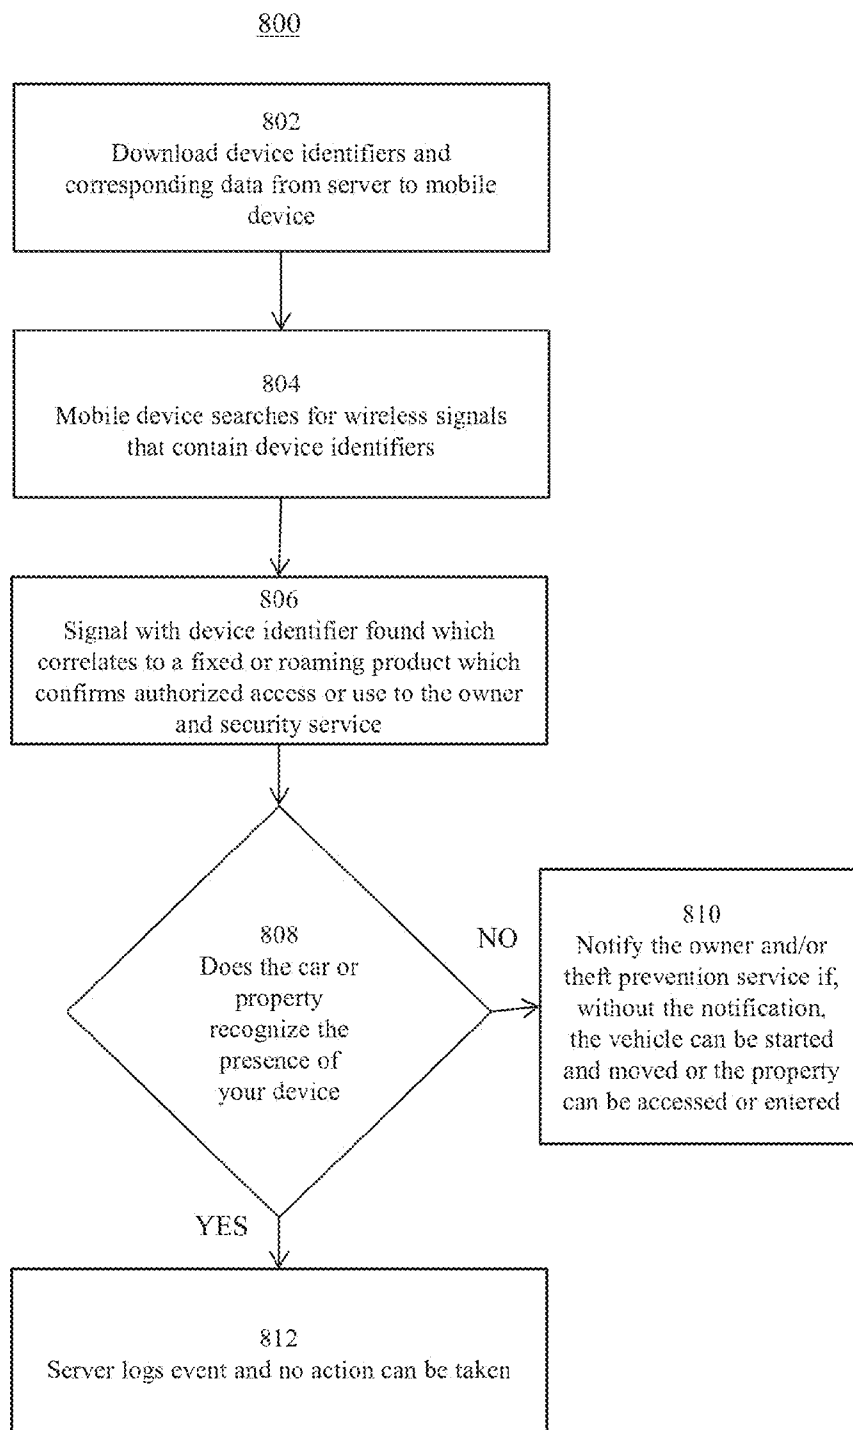 800
802
Download device identifiers and
corresponding data from server to mobile
device
804
Mobile device searches for wireless signals
that contain device identifiers
806
Signal with device identifier found which
correlates to a fixed or roaming product which
confirms authorized access or use to the owner
and security service
808
Does the car or
property
recognize the
presence of
your device
NO
810
Notify the owner and/or
theft prevention service if,
without the notification,
the vehicle can be started
and moved or the property
can be accessed or entered
YES
812
Server logs event and no action can be taken